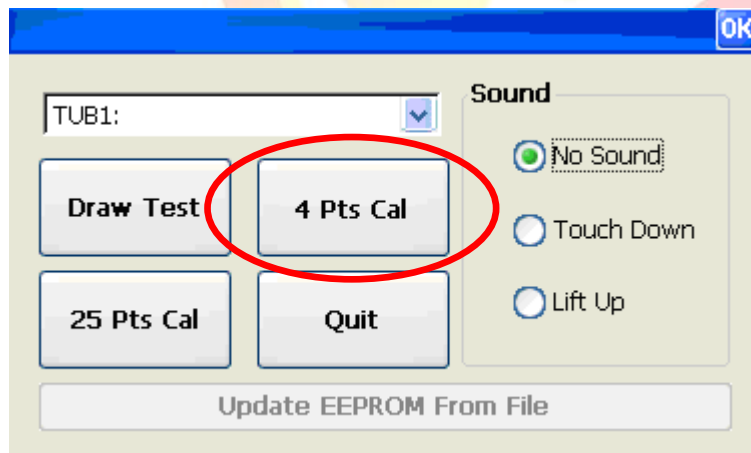 OK
TUB1:
Sound
No Sound
Draw Test
4 Pts Cal
Touch Down
25 Pts Cal
Quit
Lift Up
Update EEPROM From File